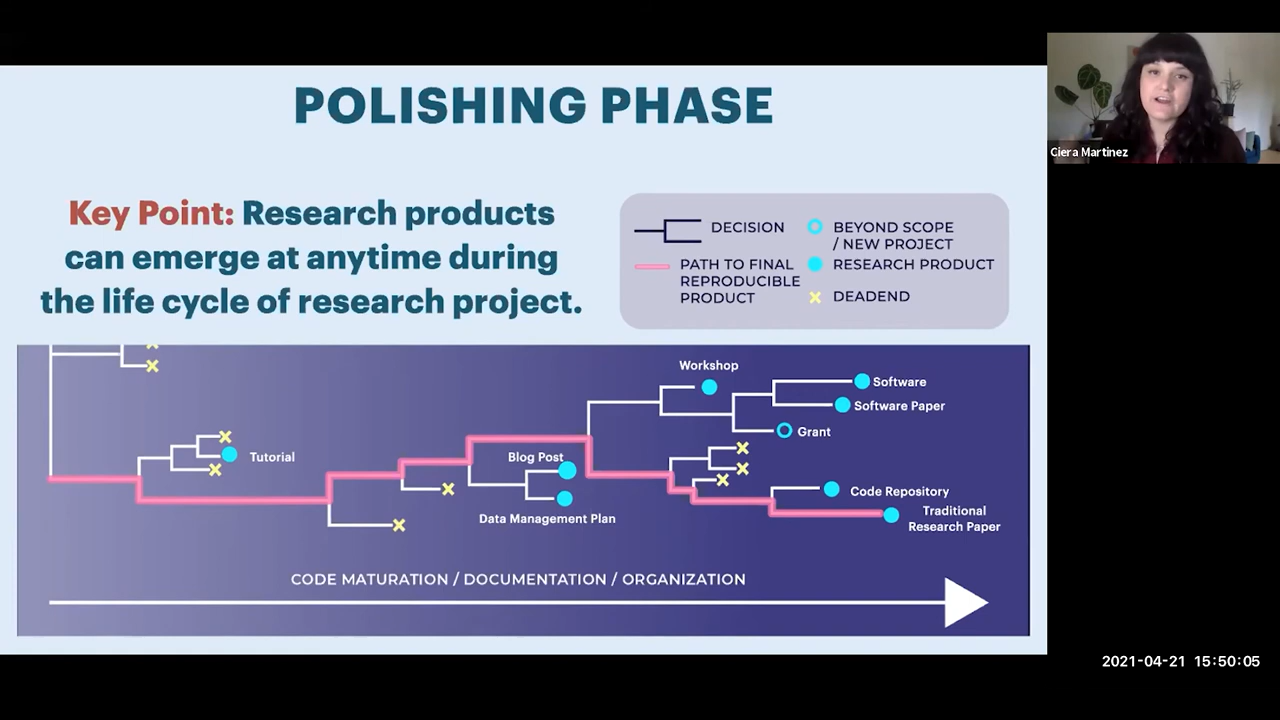 POLISHING PHASE
Key Point: Research products
can emerge at anytime during
the life cycle of research project.
DECISION
PATH TO FINAL
REPRODUCIBLE
PRODUCT
BEYOND SCOPE
/ NEW PROJECT
RESEARCH PRODUCT
DEADEND
Ciera Martinez
Workshop
Software
Software Paper
Grant
Tutorial
Blog Post
Data Management Plan
Code Repository
Traditional
Research Paper
CODE MATURATION / DOCUMENTATION / ORGANIZATION
2021-04-21 15:50:05